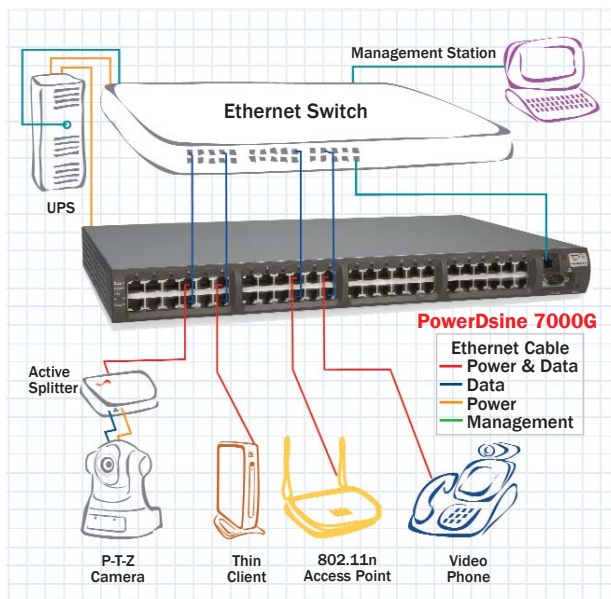 Management Station
Ethernet Switch
UPS
PowerDsine 7000G
Ethernet Cable
Power & Data
Data
Power
Management
Active
Splitter
P-T-Z
Camera
Thin
Client
802.11n
Access Point
Video
Phone